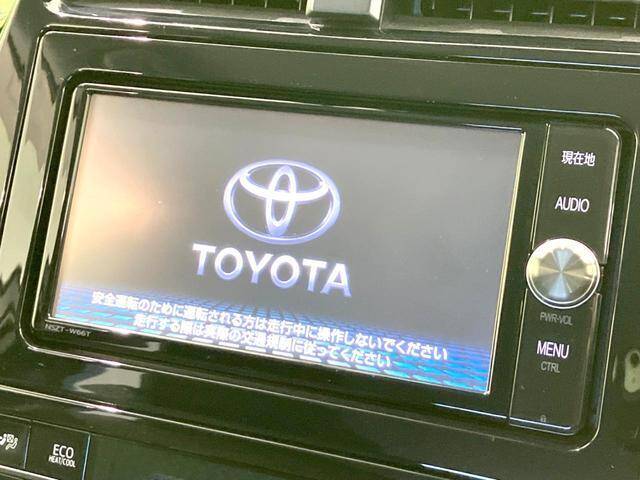 現在地
AUDIO
TOYOTA
PWR-VOL
安全運転のために運転される方は走行中に操作しないでください
走行する際は実際の交通規制に従ってください
NSZT-W66T
MENU
CTRL
ECO
HEAT/COOL